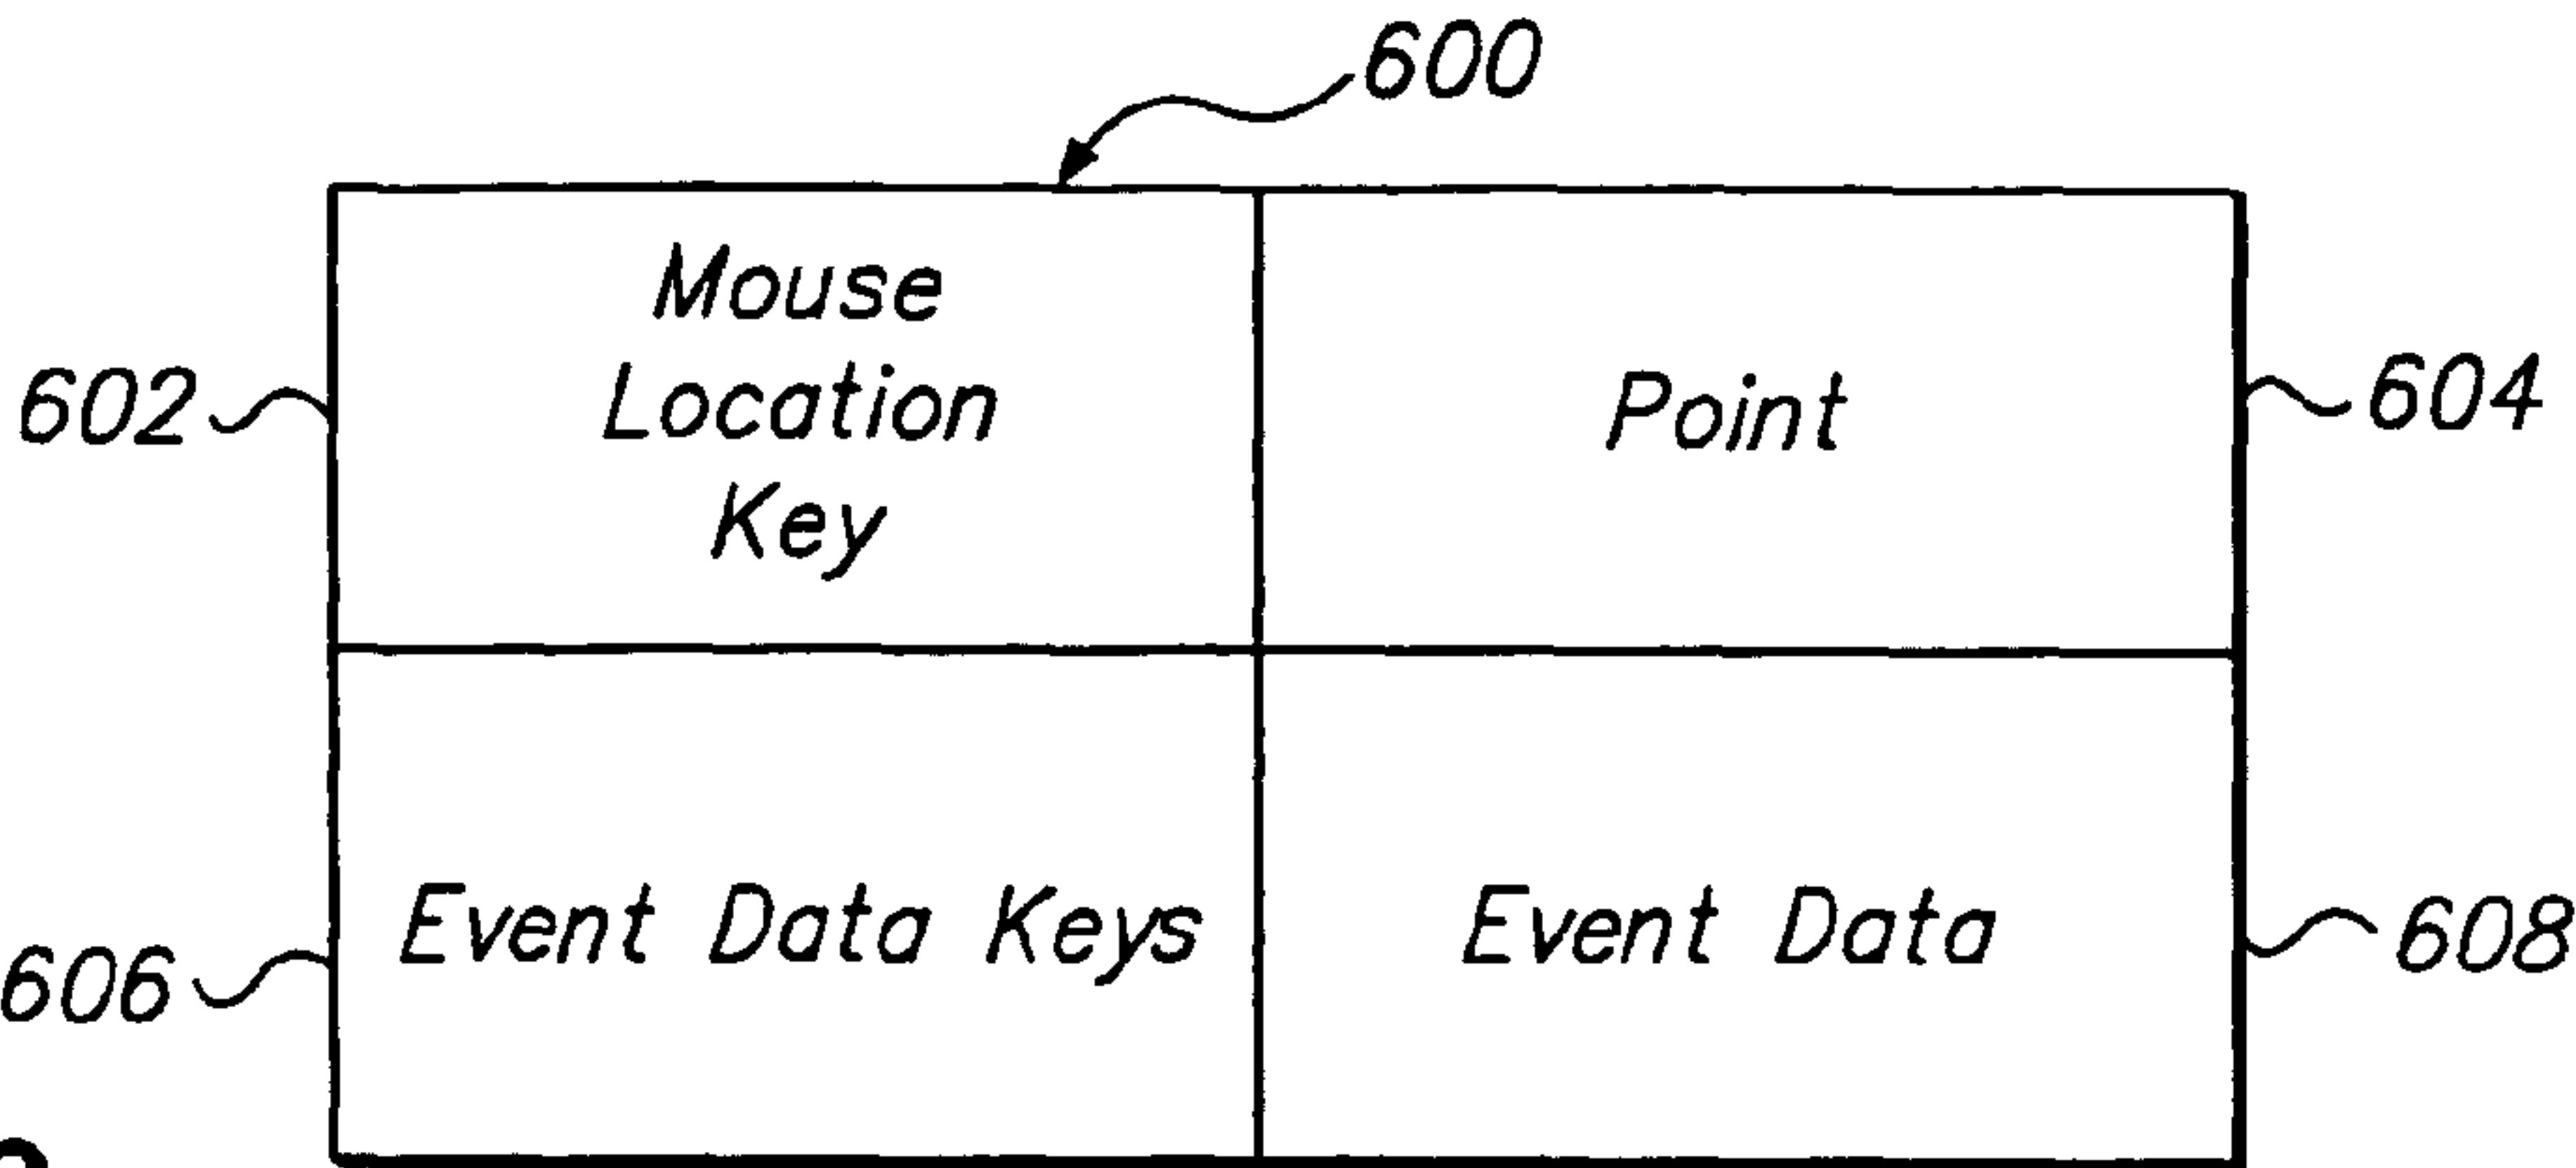 600
Mouse
Location
Key
602
Point
604
Event Data Keys
606
Event Data
608